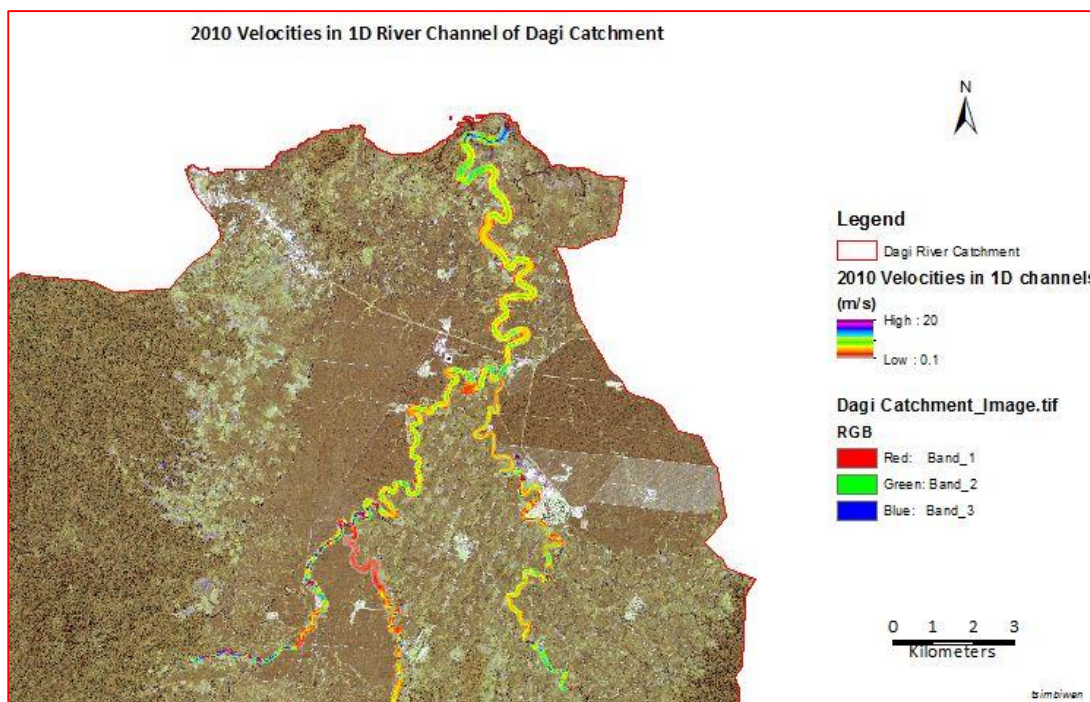 2010 Velocities in 1D River Channel of Dagi Catchment
N
Legend
Dagi River Catchment
2010 Velocities in 1D channels
(m/s)
High : 20
Low : 0.1
Dagi Catchment_Image.tif
RGB
Red: Band_1
Green: Band_2
Blue: Band_3
0 1 2 3
Kilometers
tsimbiwen